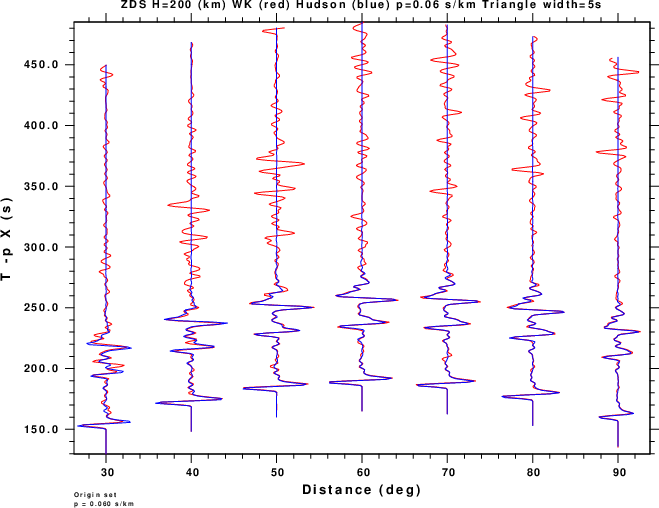 ZDS H=200 (km) WK (red) Hudson (blue) p=0.06 s/km Triangle width=5s
450.0
400.0
350.0
300.0
250.0
200.0
150.0
T -p X (s)
30 40 50 60 70 80 90
Distance (deg)
Origin set
p = 0.060 s/km